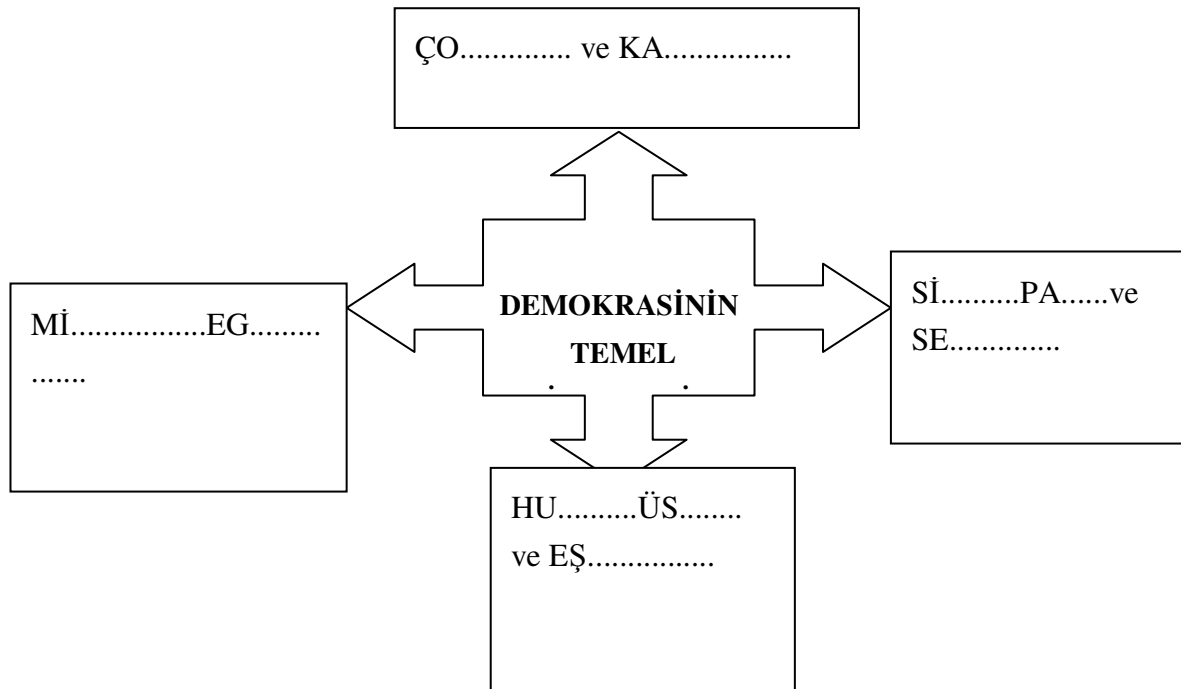 ÇO.............. ve KA................
Mİ.................EG.........
.......
DEMOKRASİNİN
TEMEL
Sİ..........PA......ve
SE..............
HU..........ÜS........
ve EŞ................